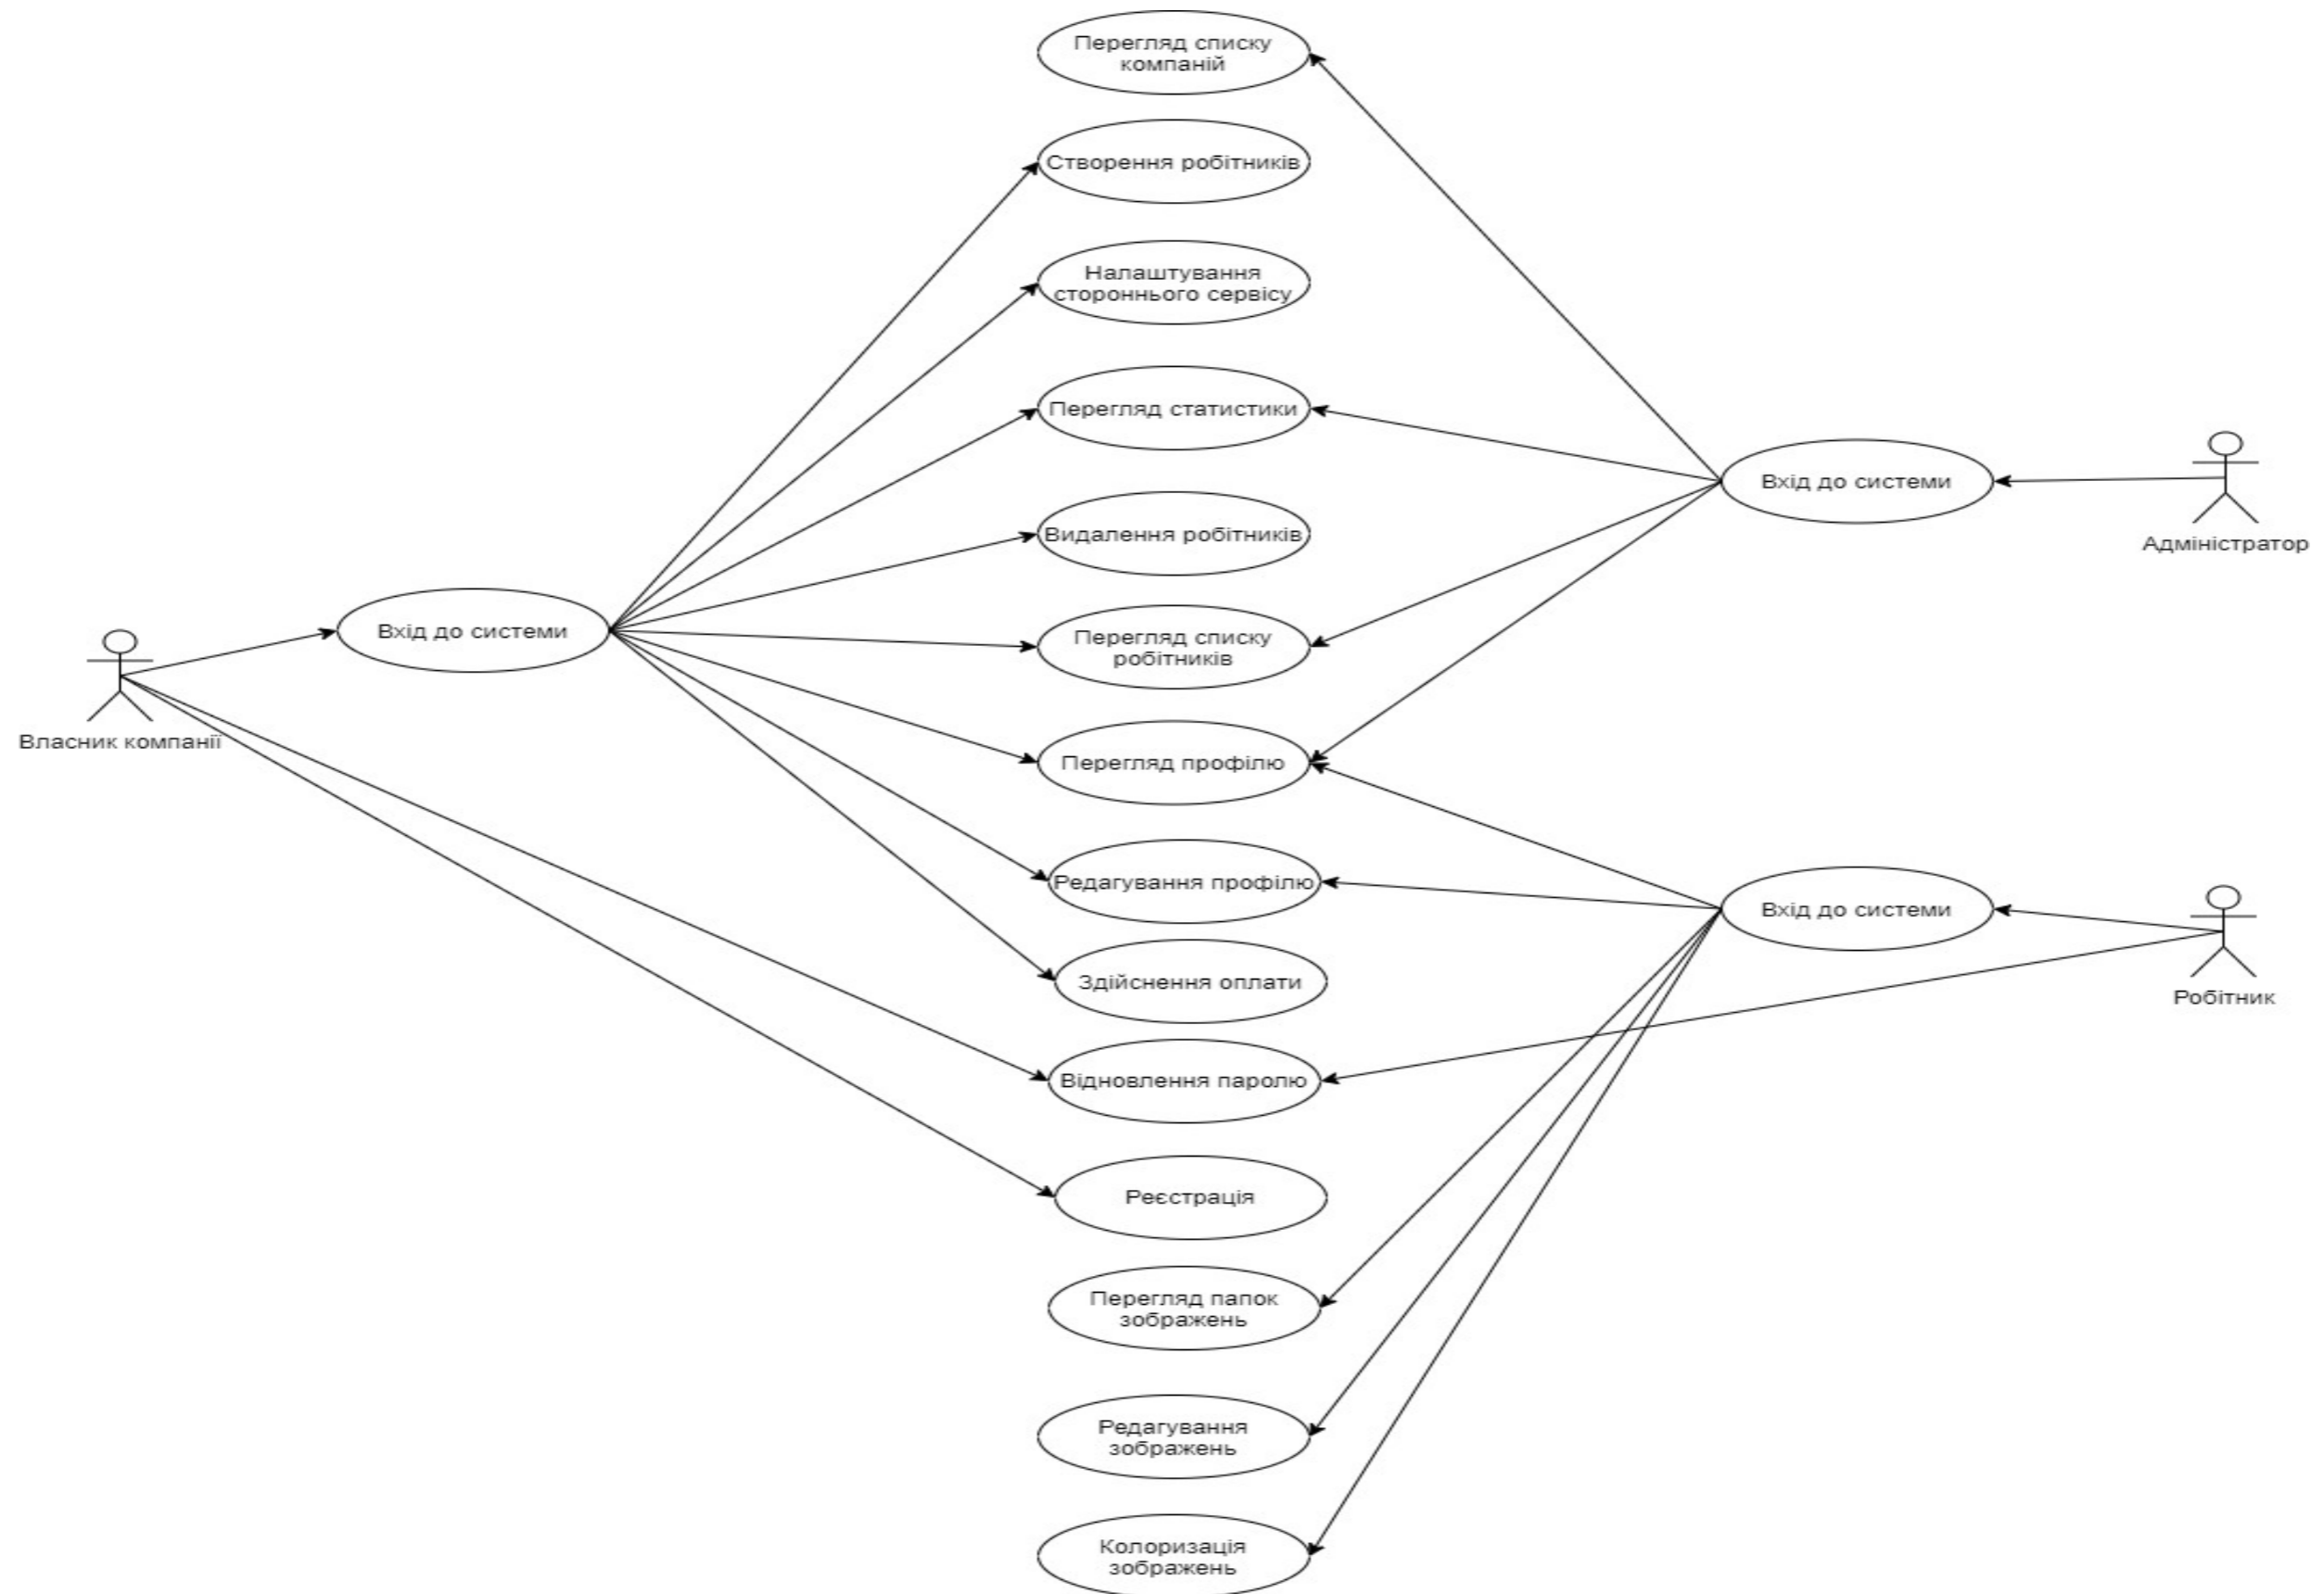 Перегляд списку
компаній
Створення робітників
Налаштування
стороннього сервісу
Перегляд статистики
Вхід до системи
Адміністратор
Видалення робітників
Вхід до системи
Власник компанії
Перегляд списку
робітників
Перегляд профілю
Редагування профілю
Вхід до системи
Робітник
Здійснення оплати
Відновлення паролю
Реєстрація
Перегляд папок
зображень
Редагування
зображень
Колоризація
зображень